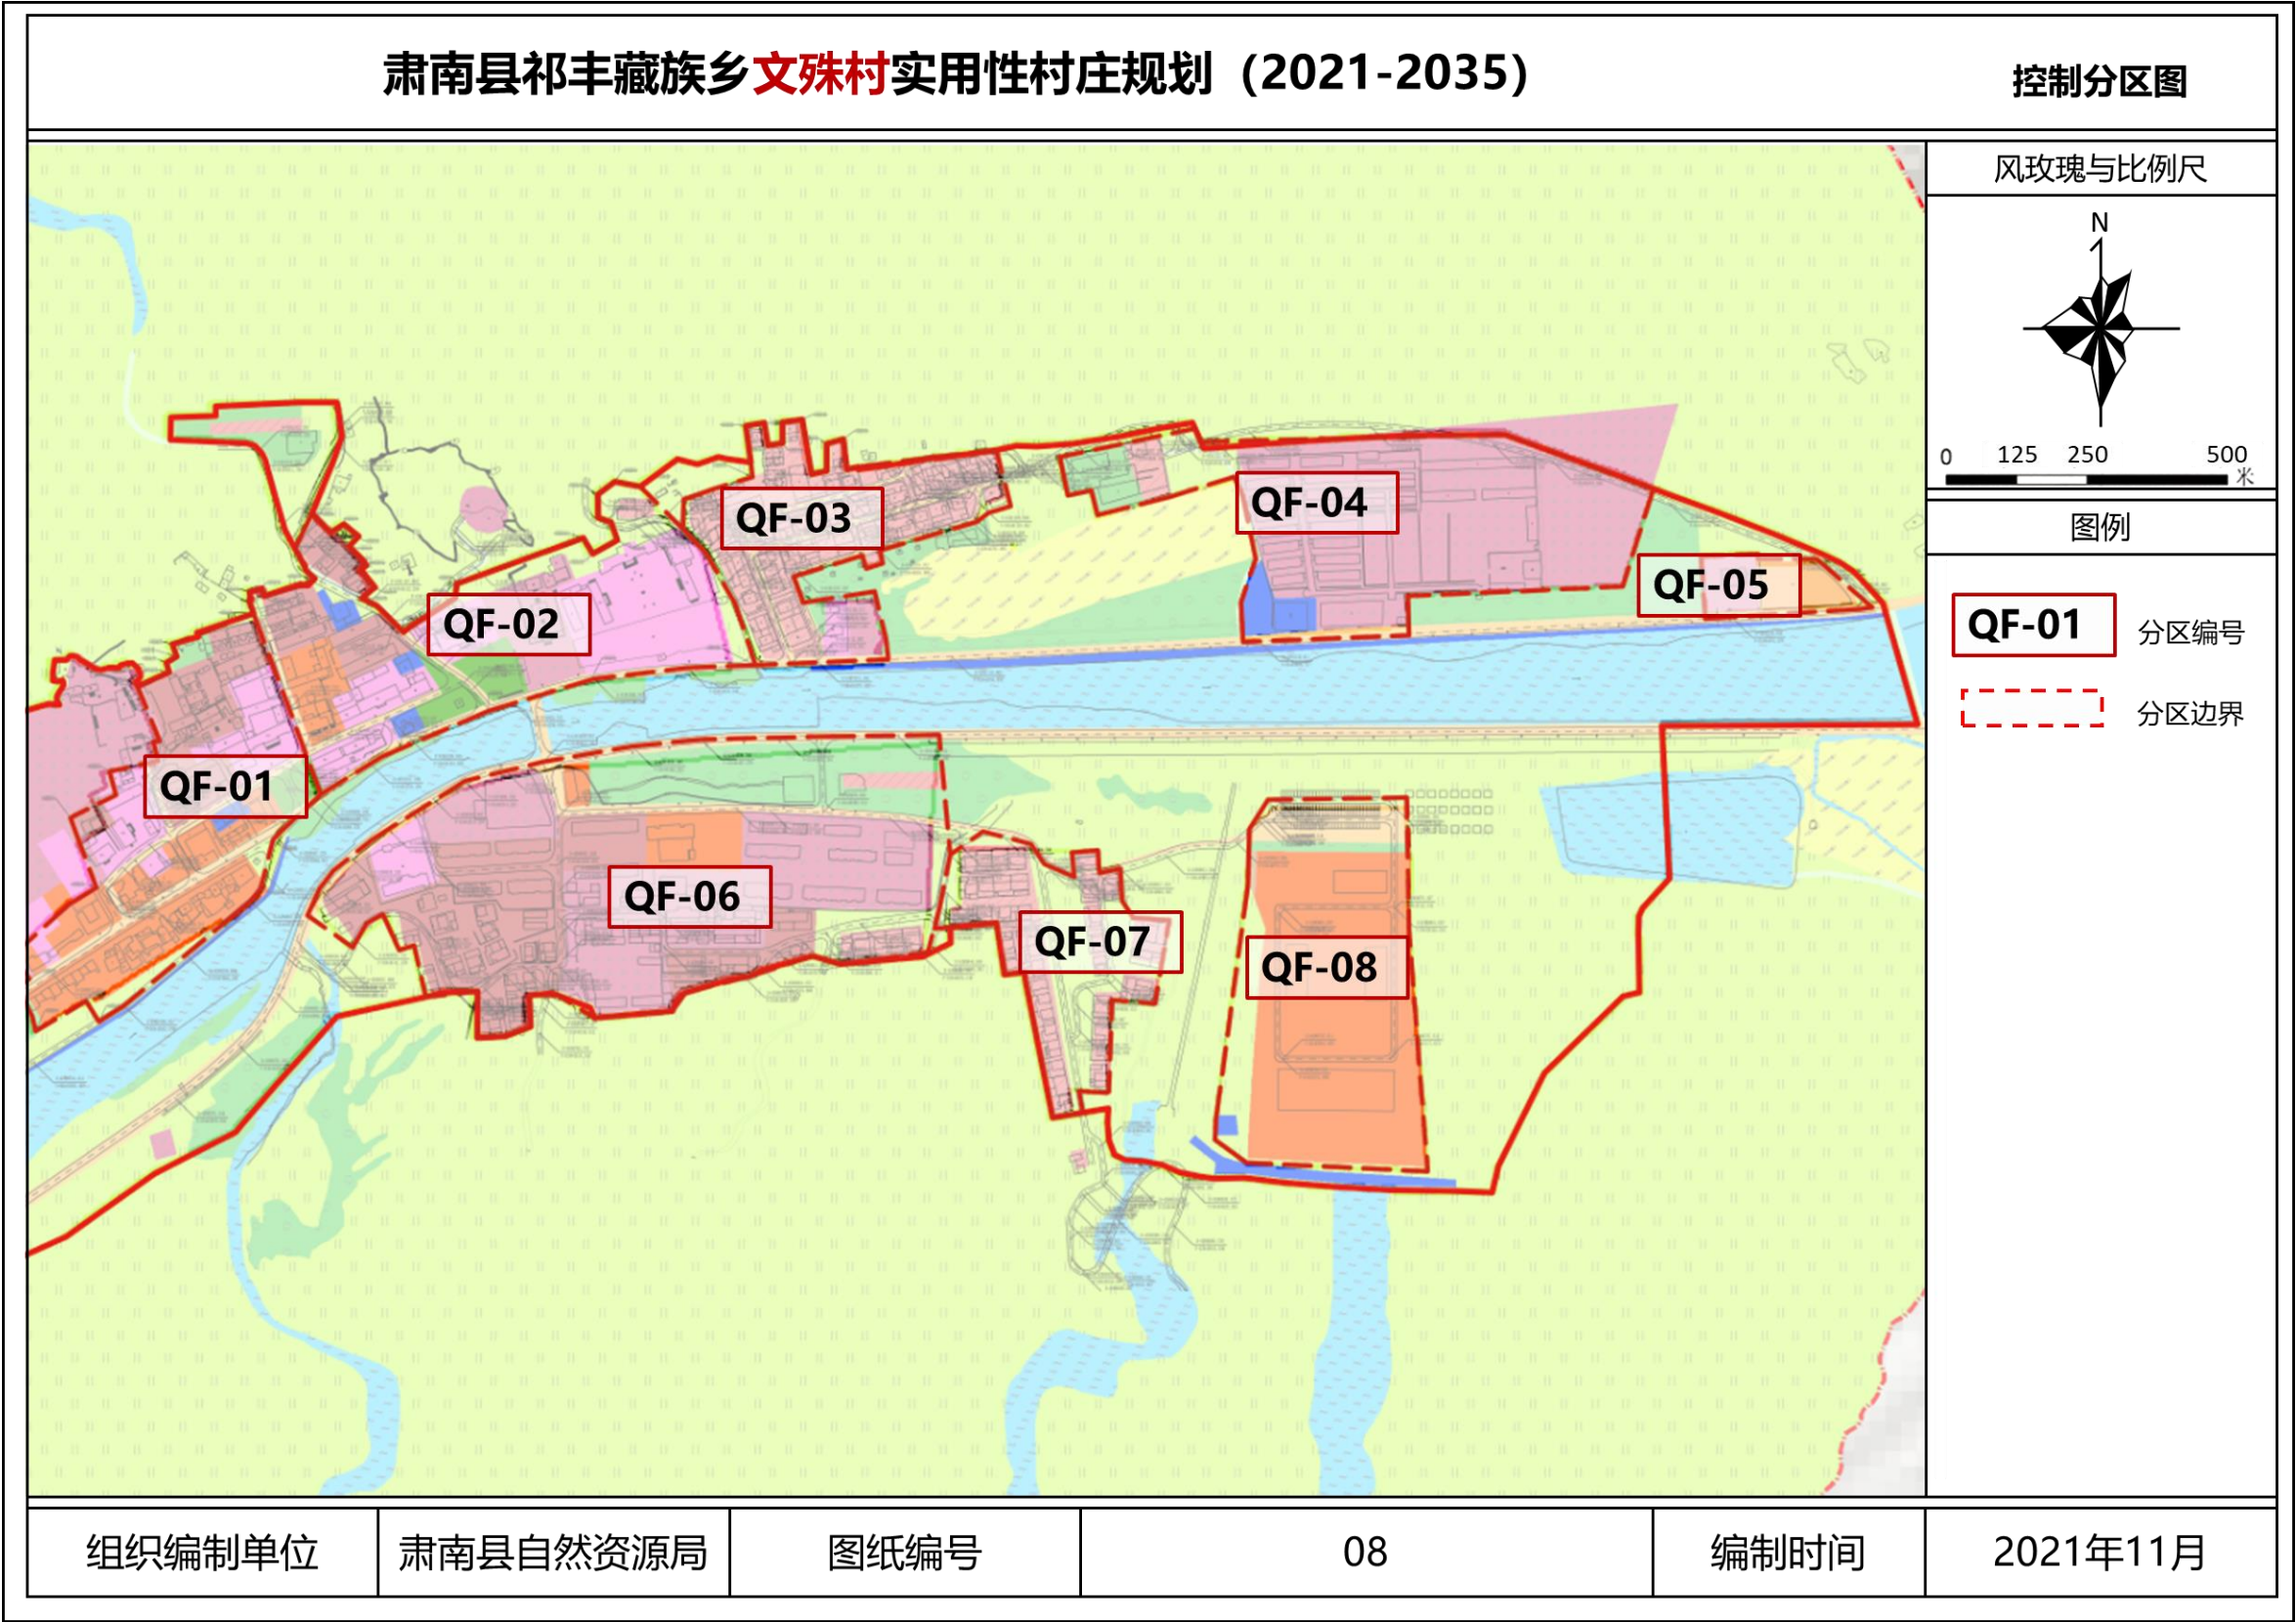 肃南县祁丰藏族乡文殊村实用性村庄规划（2021-2035）
控制分区图
风玫瑰与比例尺
N
0 125 250 500
米
图例
QF-01 分区编号
分区边界
QF-04
QF-03
QF-05
QF-02
QF-01
QF-06
QF-07
QF-08
组织编制单位 肃南县自然资源局 图纸编号 08 编制时间 2021年11月